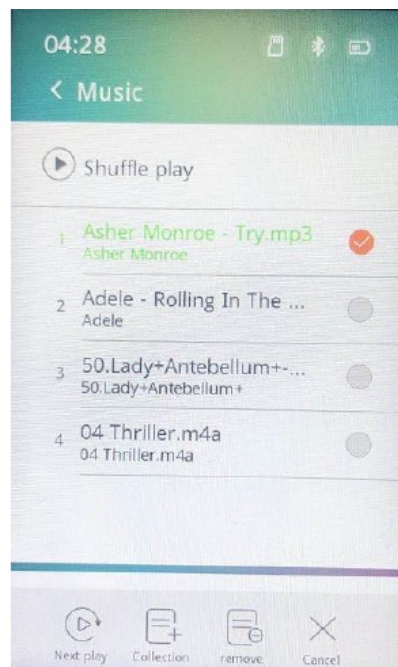 04:28
Music
Shuffle play
1 Asher Monroe - Try.mp3
Asher Monroe
2 Adele - Rolling In The ...
Adele
3 50.Lady+Antebellum+-...
50.Lady+Antebellum+
4 04 Thriller.m4a
04 Thriller.m4a
Next play Collection remove Cancel